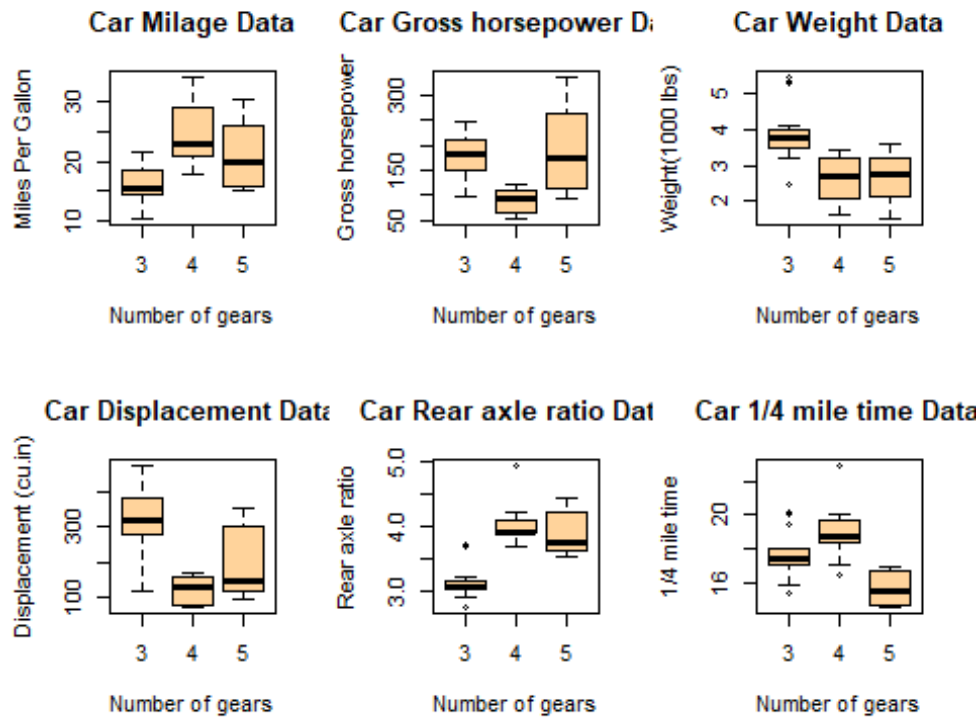 Car Milage Data
Miles Per Gallon
30
20
10
3 4 5
Number of gears
Car Gross horsepower Da
Gross horsepower
300
150
50
3 4 5
Number of gears
Car Weight Data
Weight(1000 lbs)
5
4
3
2
3 4 5
Number of gears
Car Displacement Data
Displacement (cu.in)
300
100
3 4 5
Number of gears
Car Rear axle ratio Dat
Rear axle ratio
5.0
4.0
3.0
3 4 5
Number of gears
Car 1/4 mile time Data
1/4 mile time
20
16
3 4 5
Number of gears